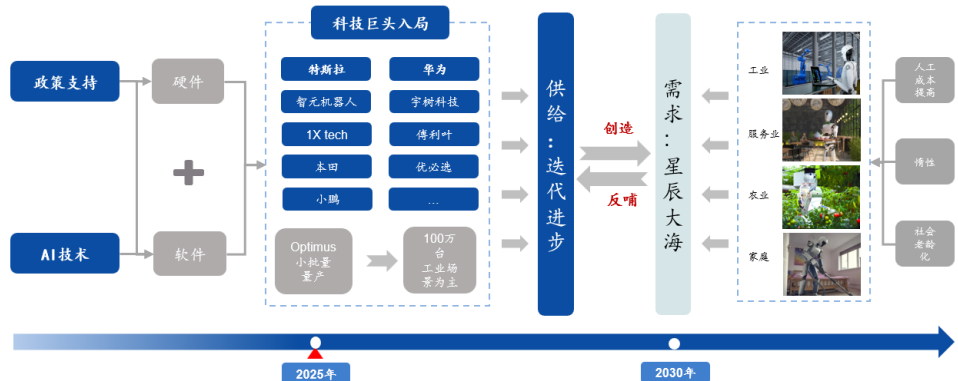 科技巨头入局
政策支持
AI技术
硬件
软件
特斯拉
华为
智元机器人
宇树科技
1X tech
傅利叶
本田
优必选
小鹏
...
Optimus
小批量
量产
100万
台
工业场
景为主
供给：迭代进步
创造
反哺
需求：星辰大海
工业
服务业
农业
家庭
人工
成本
提高
惰性
社会
老龄
化
2025年
2030年